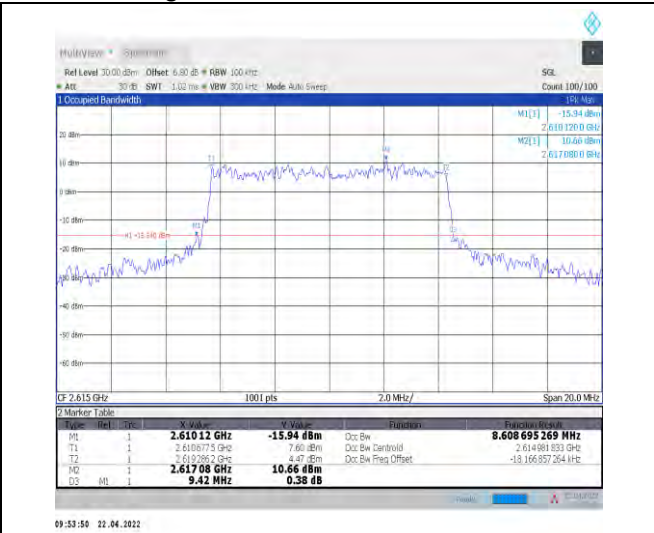 MultiView Spectrum
Ref Level 30.00 dBm Offset 6.80 dB RBW 100 kHz SGL
Att 30 dB SWT 1.02 ms VBW 300 kHz Mode Auto Sweep Count 100/100
1 Occupied Bandwidth 1Pk Max
M1[1] -15.94 dBm
2.610 120 0 GHz
M2[1] 10.66 dBm
2.617 080 0 GHz
20 dBm
10 dBm
0 dBm
-10 dBm
-20 dBm
-30 dBm
-40 dBm
-50 dBm
-60 dBm
T1
M2
T2
M1
D3
CF 2.615 GHz 1001 pts 2.0 MHz/ Span 20.0 MHz
2 Marker Table
Type Ref Trc X Value Y Value Function Function Result
M1 1 2.610 12 GHz -15.94 dBm Occ Bw 8.608 695 269 MHz
T1 1 2.610 677 5 GHz 7.60 dBm Occ Bw Centroid 2.614 981 833 GHz
T2 1 2.619 286 2 GHz 4.47 dBm Occ Bw Freq Offset -18.166 857 264 kHz
M2 1 2.617 08 GHz 10.66 dBm
D3 M1 1 9.42 MHz 0.38 dB
09:53:50 22.04.2022